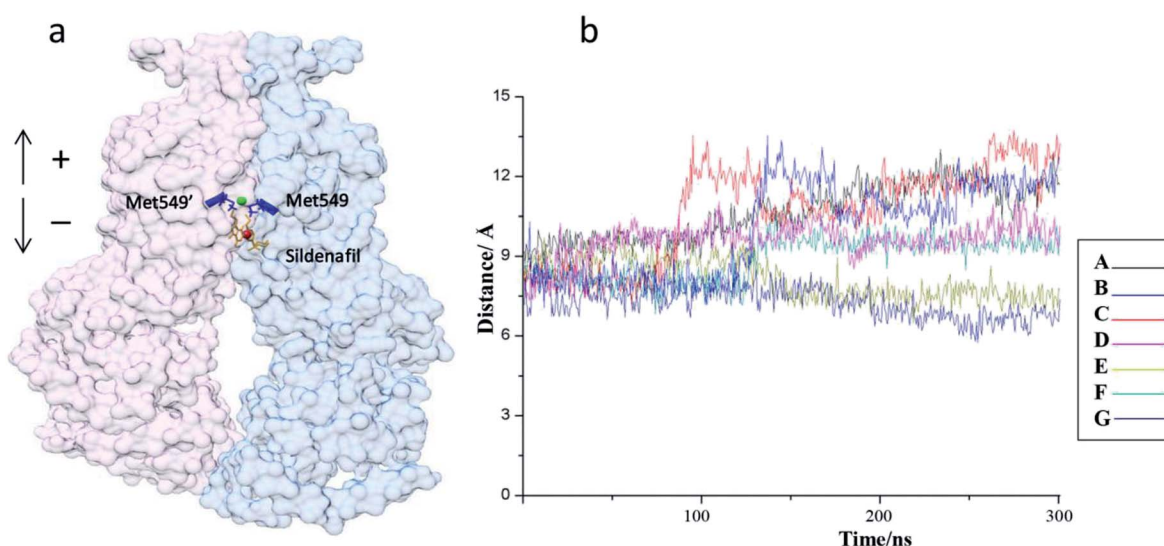 a
+
Met549’
Met549
−
Sildenafil
b
15
12
9
6
3
0
Distance/ Å
100
200
300
Time/ns
A
B
C
D
E
F
G